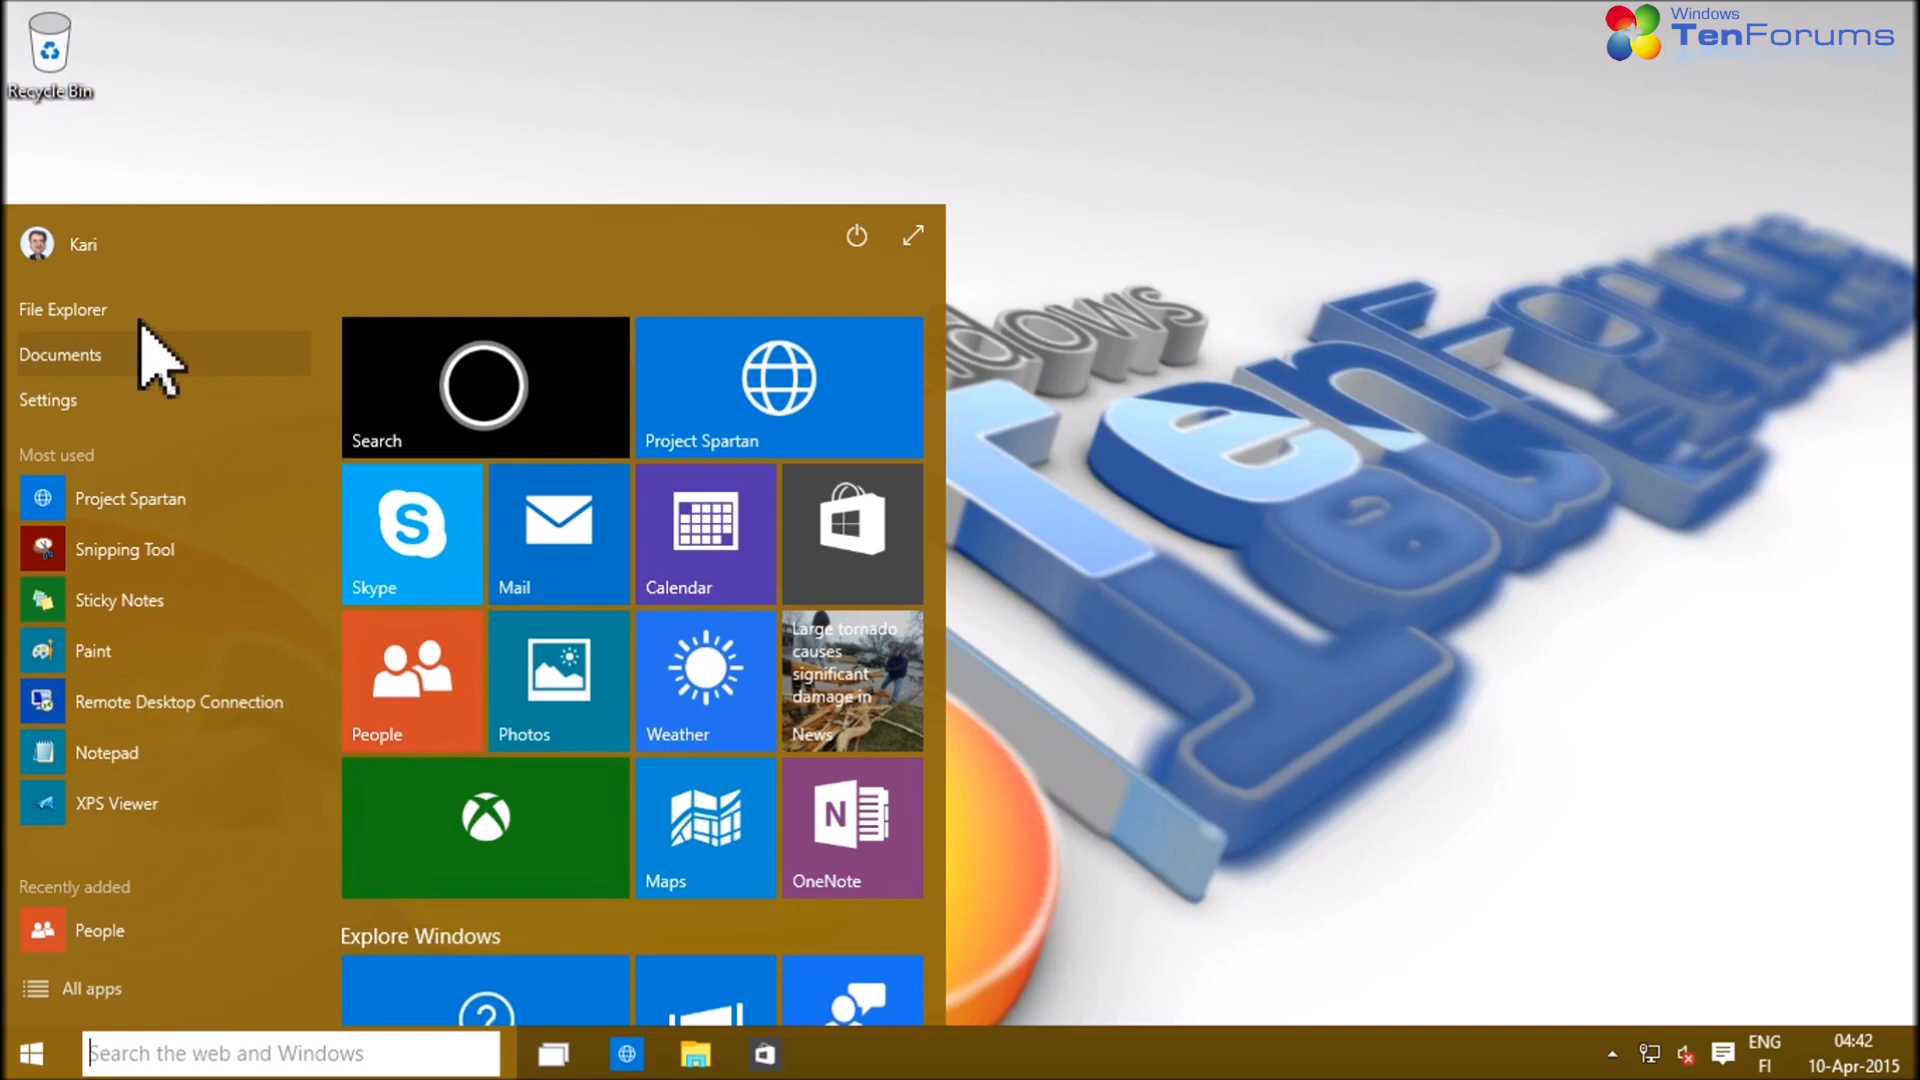 Recycle Bin
Windows
TenForums
Kari
File Explorer
Documents
Settings
Most used
Project Spartan
Snipping Tool
Sticky Notes
Paint
Remote Desktop Connection
Notepad
XPS Viewer
Recently added
People
All apps
Search
Project Spartan
Skype
Mail
Calendar
People
Photos
Weather
Large tornado
causes
significant
damage in
News
Maps
N
OneNote
Explore Windows
?
dows
TenForums
Search the web and Windows
ENG
FI
04:42
10-Apr-2015